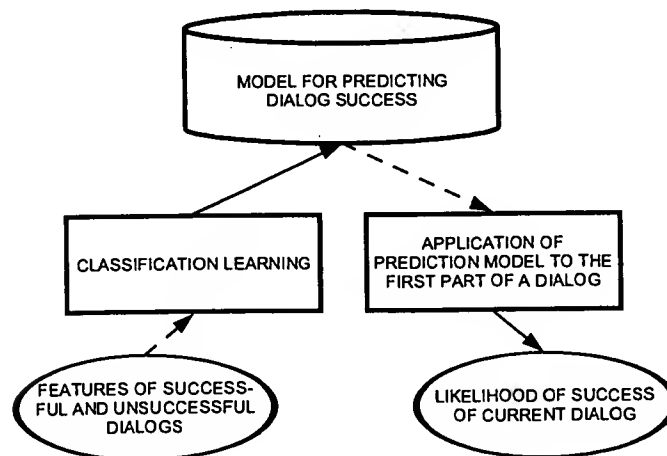 MODEL FOR PREDICTING
DIALOG SUCCESS
CLASSIFICATION LEARNING
APPLICATION OF
PREDICTION MODEL TO THE
FIRST PART OF A DIALOG
FEATURES OF SUCCESS-
FUL AND UNSUCCESSFUL
DIALOGS
LIKELIHOOD OF SUCCESS
OF CURRENT DIALOG